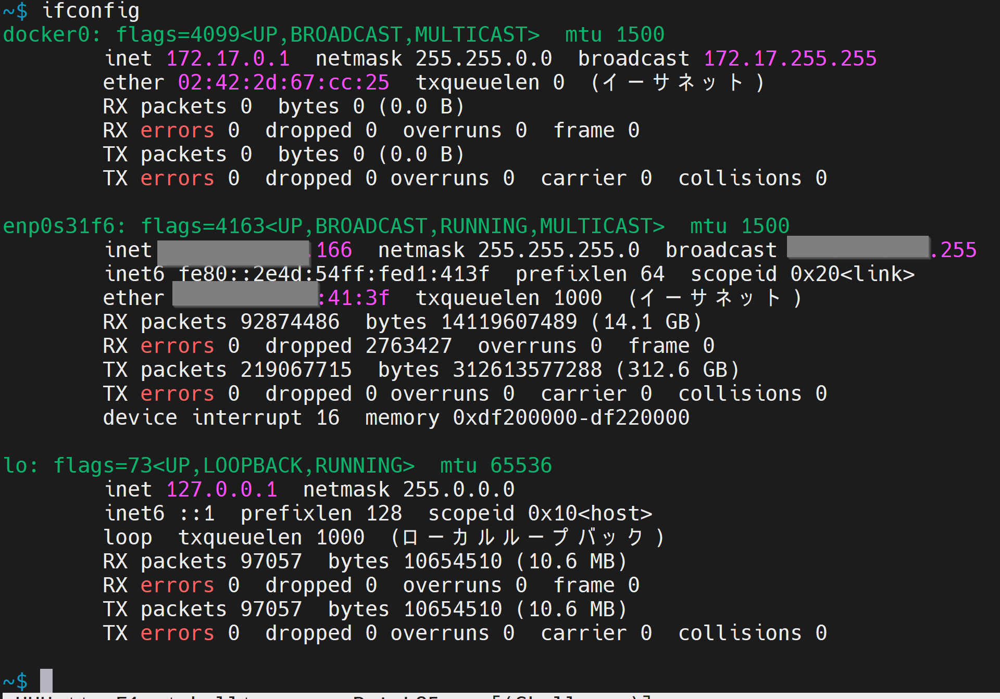 ~$ ifconfig
docker0: flags=4099<UP,BROADCAST,MULTICAST>  mtu 1500
inet 172.17.0.1  netmask 255.255.0.0  broadcast 172.17.255.255
ether 02:42:2d:67:cc:25  txqueuelen 0  (イーサネット)
RX packets 0  bytes 0 (0.0 B)
RX errors 0  dropped 0  overruns 0  frame 0
TX packets 0  bytes 0 (0.0 B)
TX errors 0  dropped 0 overruns 0  carrier 0  collisions 0
enp0s31f6: flags=4163<UP,BROADCAST,RUNNING,MULTICAST>  mtu 1500
inet .166  netmask 255.255.255.0  broadcast .255
inet6 fe80::2e4d:54ff:fed1:413f  prefixlen 64  scopeid 0x20<link>
ether :41:3f  txqueuelen 1000  (イーサネット)
RX packets 92874486  bytes 14119607489 (14.1 GB)
RX errors 0  dropped 2763427  overruns 0  frame 0
TX packets 219067715  bytes 312613577288 (312.6 GB)
TX errors 0  dropped 0 overruns 0  carrier 0  collisions 0
device interrupt 16  memory 0xdf200000-df220000
lo: flags=73<UP,LOOPBACK,RUNNING>  mtu 65536
inet 127.0.0.1  netmask 255.0.0.0
inet6 ::1  prefixlen 128  scopeid 0x10<host>
loop  txqueuelen 1000  (ローカルループバック)
RX packets 97057  bytes 10654510 (10.6 MB)
RX errors 0  dropped 0  overruns 0  frame 0
TX packets 97057  bytes 10654510 (10.6 MB)
TX errors 0  dropped 0 overruns 0  carrier 0  collisions 0
~$